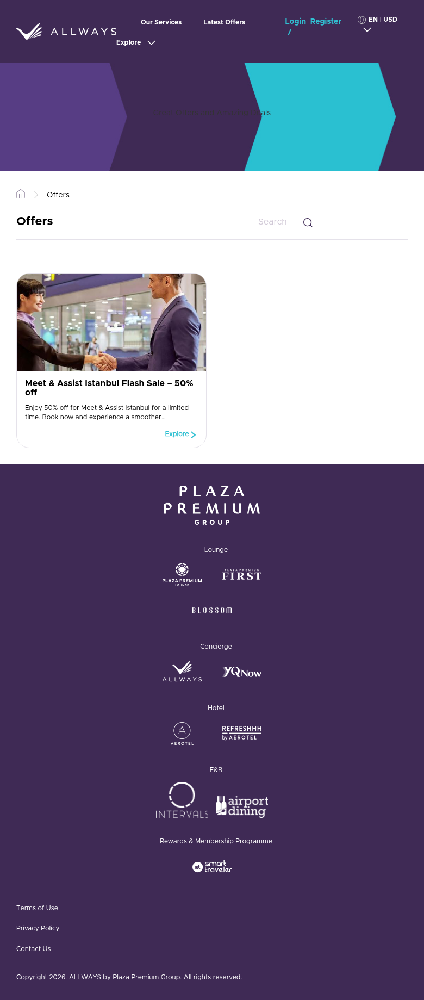 ALLWAYS
Our Services
Latest Offers
Login Register
/
EN | USD
Explore
als
Offers
Offers
Search
Meet & Assist Istanbul Flash Sale – 50%
off
Enjoy 50% off for Meet & Assist Istanbul for a limited
time. Book now and experience a smoother...
Explore
PLAZA
PREMIUM
GROUP
Lounge
PLAZA PREMIUM
LOUNGE
PLAZA PREMIUM
FIRST
BLOSSOM
Concierge
ALLWAYS
YQNow
Hotel
A
AEROTEL
REFRESHHH
by AEROTEL
F&B
INTERVALS
airport
dining
Rewards & Membership Programme
st smart
traveller
Terms of Use
Privacy Policy
Contact Us
Copyright 2026. ALLWAYS by Plaza Premium Group. All rights reserved.